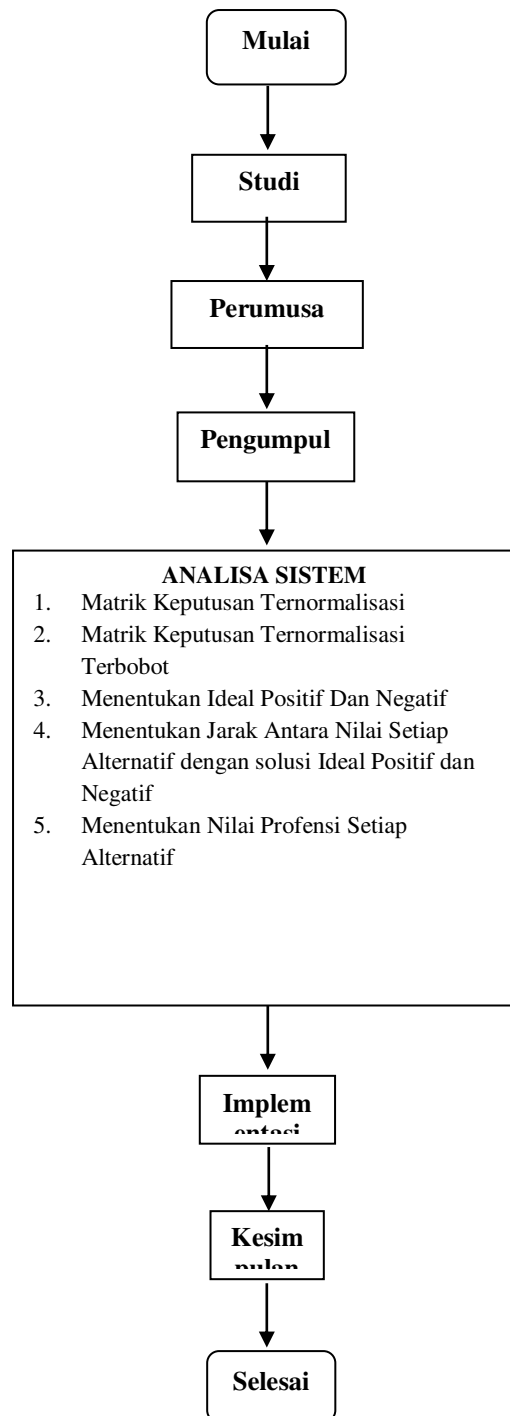 Mulai
Studi
Perumusa
Pengumpul
ANALISA SISTEM
1. Matrik Keputusan Ternormalisasi
2. Matrik Keputusan Ternormalisasi
Terbobot
3. Menentukan Ideal Positif Dan Negatif
4. Menentukan Jarak Antara Nilai Setiap
Alternatif dengan solusi Ideal Positif dan
Negatif
5. Menentukan Nilai Profensi Setiap
Alternatif
Implem
entasi
Kesim
pulan
Selesai